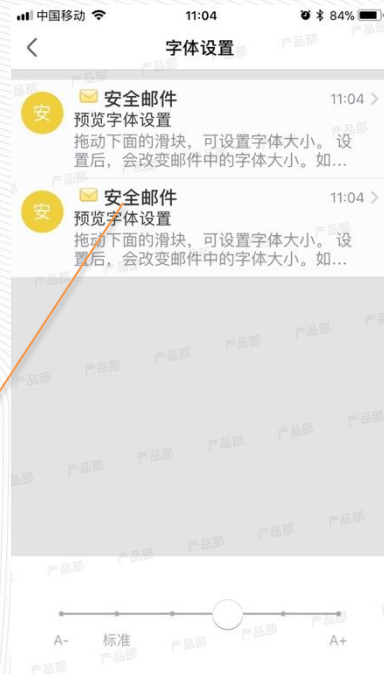 中国移动 11:04 84%
字体设置
安 安全邮件 11:04
预览字体设置
拖动下面的滑块，可设置字体大小。 设
置后，会改变邮件中的字体大小。如...
安 安全邮件 11:04
预览字体设置
拖动下面的滑块，可设置字体大小。 设
置后，会改变邮件中的字体大小。如...
A- 标准 A+
产品部